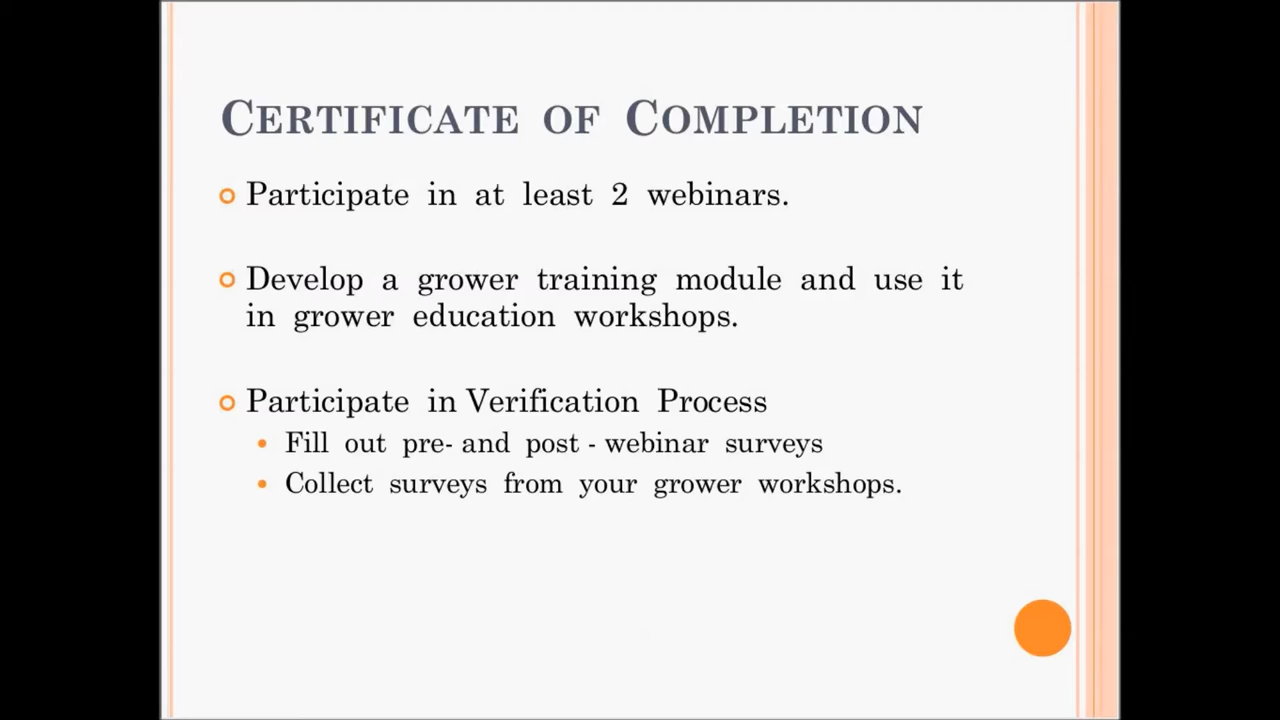 Certificate of Completion
Participate in at least 2 webinars.
Develop a grower training module and use it
in grower education workshops.
Participate in Verification Process
Fill out pre- and post - webinar surveys
Collect surveys from your grower workshops.